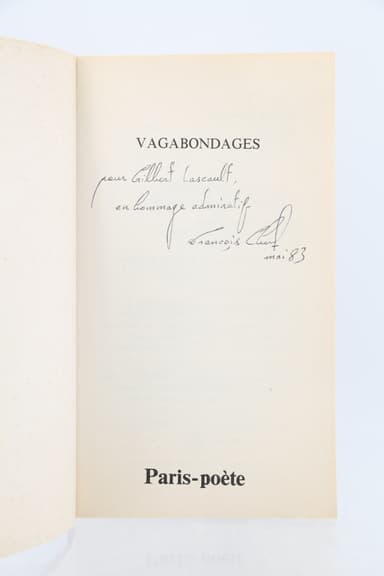 VAGABONDAGES
pour Gilbert Lascault,
en hommage admiratif,
François
mai 83
Paris-poète